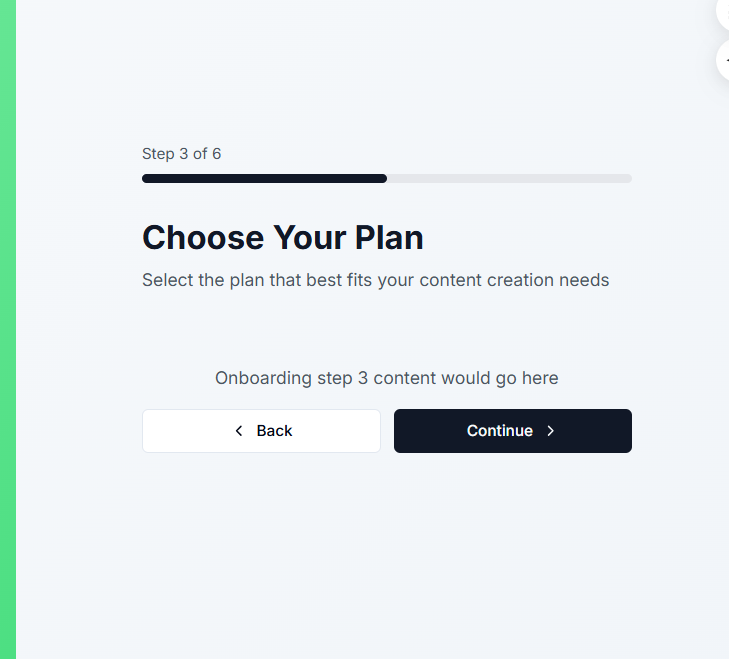 Step 3 of 6
Choose Your Plan
Select the plan that best fits your content creation needs
Onboarding step 3 content would go here
Back
Continue